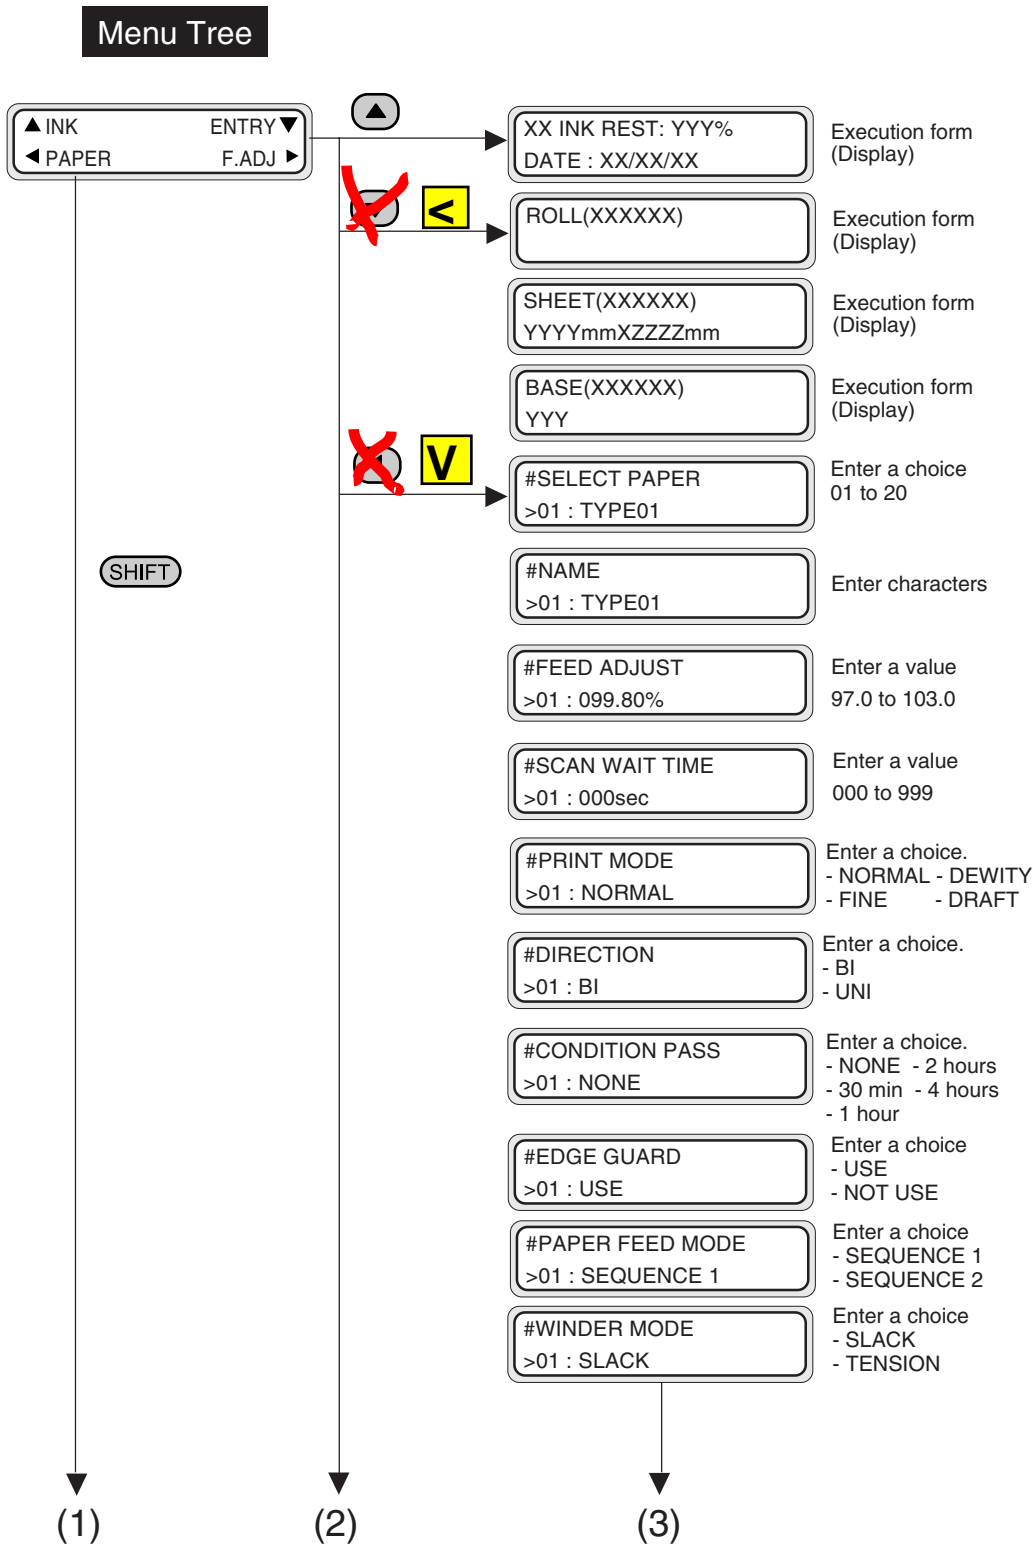 Menu Tree
▲ INK ENTRY ▼
◀ PAPER F.ADJ ▶
▲
XX INK REST: YYY%
DATE : XX/XX/XX
Execution form
(Display)
<
ROLL(XXXXXX)
Execution form
(Display)
SHEET(XXXXXX)
YYYYmmXZZZZmm
Execution form
(Display)
BASE(XXXXXX)
YYY
Execution form
(Display)
V
#SELECT PAPER
>01 : TYPE01
Enter a choice
01 to 20
SHIFT
#NAME
>01 : TYPE01
Enter characters
#FEED ADJUST
>01 : 099.80%
Enter a value
97.0 to 103.0
#SCAN WAIT TIME
>01 : 000sec
Enter a value
000 to 999
#PRINT MODE
>01 : NORMAL
Enter a choice.
- NORMAL - DEWITY
- FINE - DRAFT
#DIRECTION
>01 : BI
Enter a choice.
- BI
- UNI
#CONDITION PASS
>01 : NONE
Enter a choice.
- NONE - 2 hours
- 30 min - 4 hours
- 1 hour
#EDGE GUARD
>01 : USE
Enter a choice
- USE
- NOT USE
#PAPER FEED MODE
>01 : SEQUENCE 1
Enter a choice
- SEQUENCE 1
- SEQUENCE 2
#WINDER MODE
>01 : SLACK
Enter a choice
- SLACK
- TENSION
(1) (2) (3)